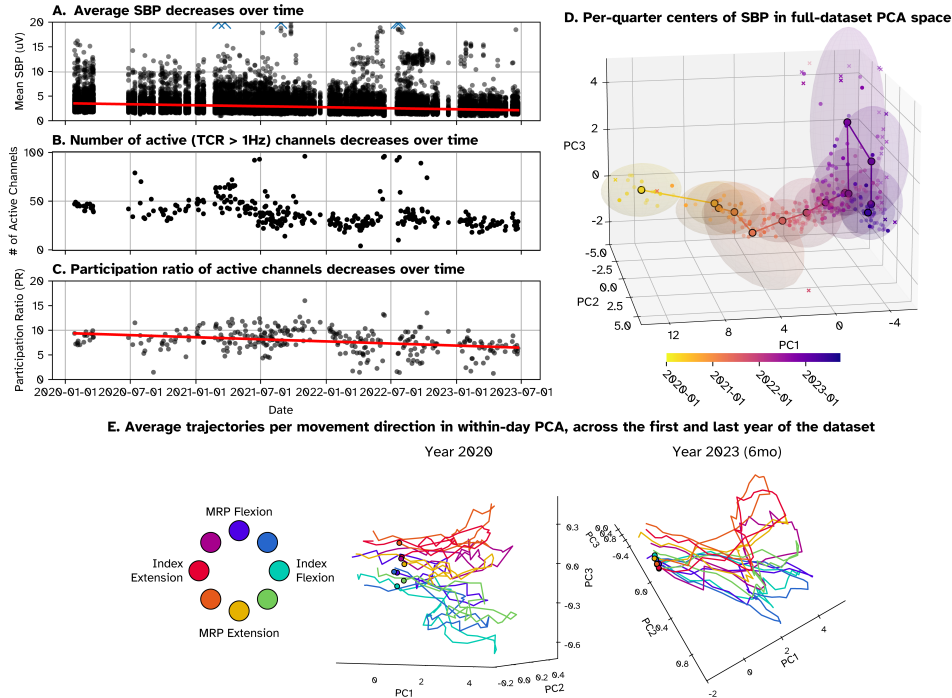 A. Average SBP decreases over time
Mean SBP (uV)
20
15
10
5
0
B. Number of active (TCR > 1Hz) channels decreases over time
# of Active Channels
100
50
0
C. Participation ratio of active channels decreases over time
Participation Ratio (PR)
20
15
10
5
0
2020-01-01 2020-07-01 2021-01-01 2021-07-01 2022-01-01 2022-07-01 2023-01-01 2023-07-01
Date
D. Per-quarter centers of SBP in full-dataset PCA space
PC3
4
2
0
-2
-5.0
-2.5
0.0
2.5
5.0
PC2
12 8 4 0 -4
PC1
2020-01 2021-01 2022-01 2023-01
E. Average trajectories per movement direction in within-day PCA, across the first and last year of the dataset
Year 2020
Year 2023 (6mo)
MRP Flexion
Index Extension
Index Flexion
MRP Extension
0.3
0.0
-0.3
-0.6
PC3
0 2 4
PC1
-0.2 0.0 0.2 0.4
PC2
PC3
-0.4
0.0
0.4
0.8
PC2
-2 0 2 4
PC1